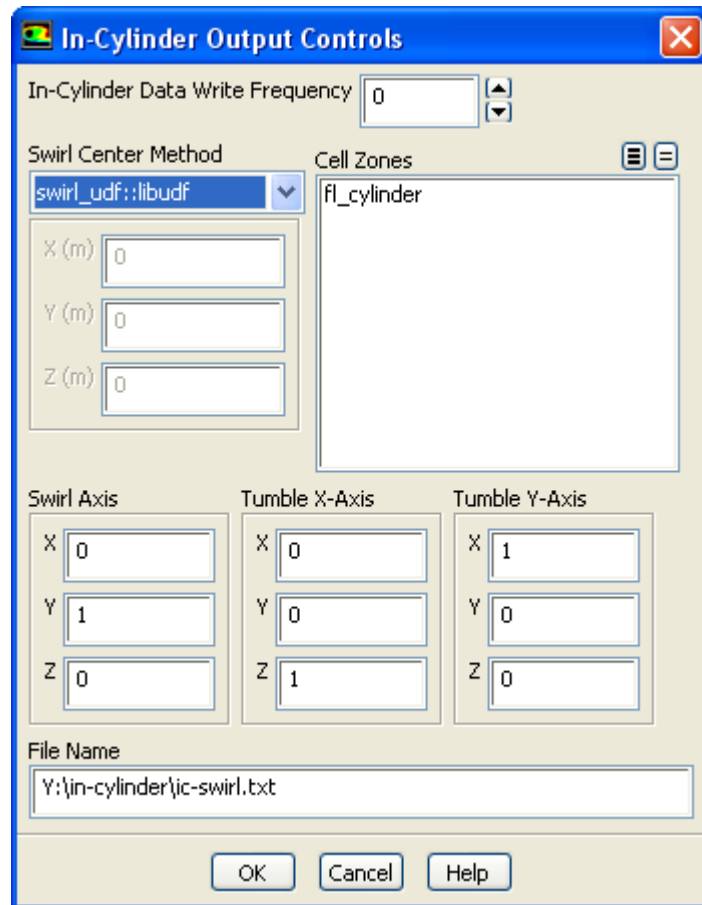 In-Cylinder Output Controls
In-Cylinder Data Write Frequency 0
Swirl Center Method
swirl_udf::libudf
X (m) 0
Y (m) 0
Z (m) 0
Cell Zones
fl_cylinder
Swirl Axis Tumble X-Axis Tumble Y-Axis
X 0 X 0 X 1
Y 1 Y 0 Y 0
Z 0 Z 1 Z 0
File Name
Y:\in-cylinder\ic-swirl.txt
OK Cancel Help